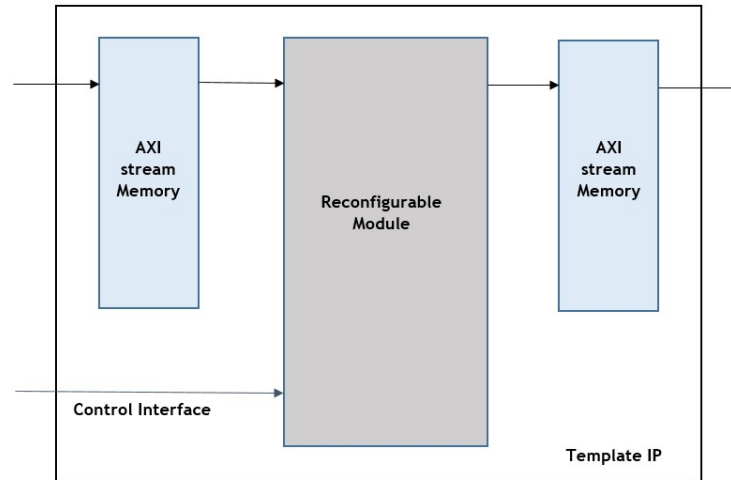 AXI
stream
Memory
Reconfigurable
Module
AXI
stream
Memory
Control Interface
Template IP